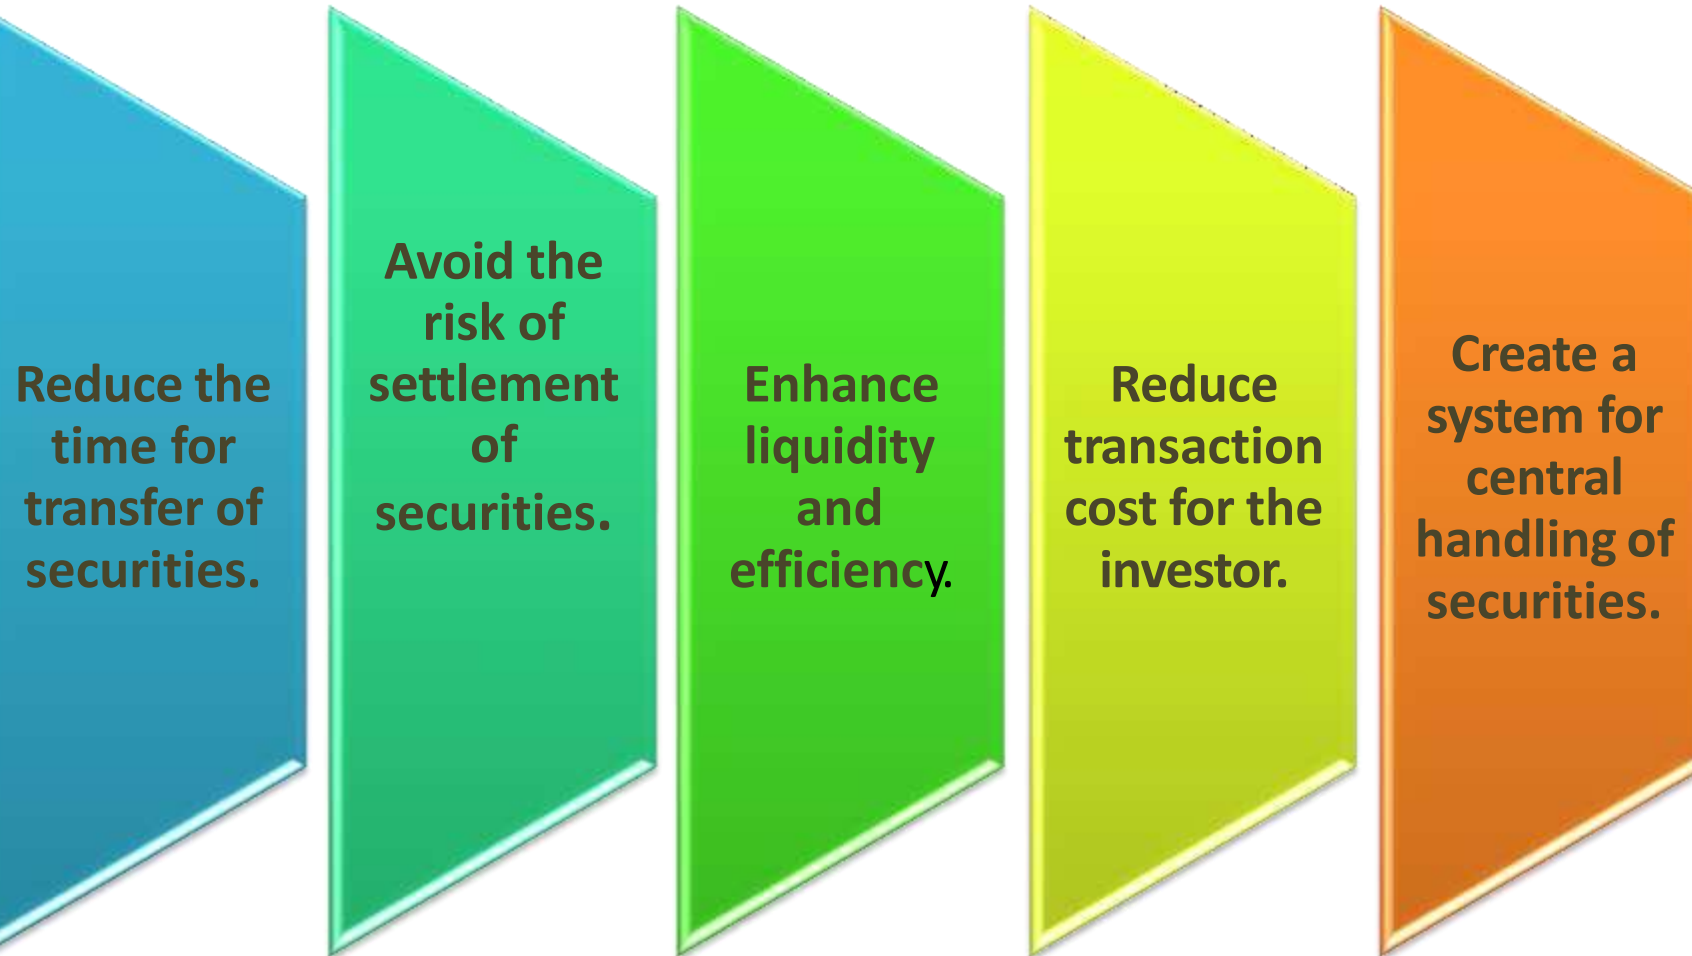 Reduce the
time for
transfer of
securities.
Avoid the
risk of
settlement
of
securities.
Enhance
liquidity
and
efficiency.
Reduce
transaction
cost for the
investor.
Create a
system for
central
handling of
securities.